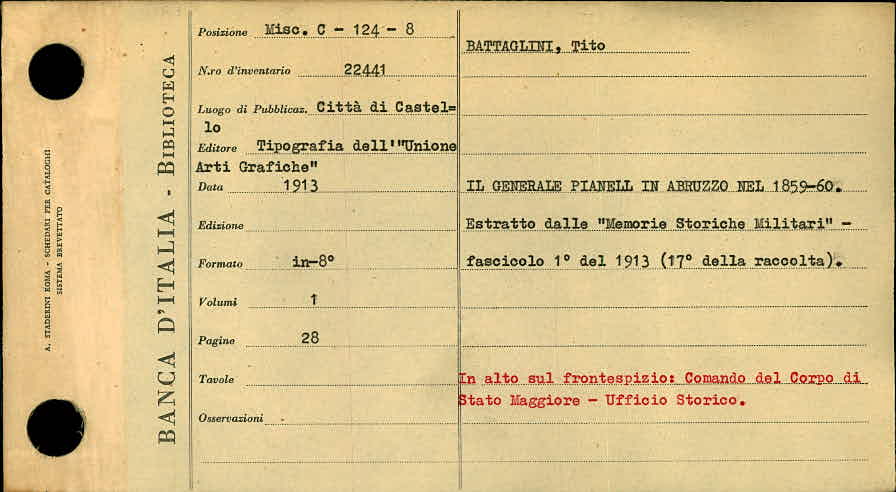 A. STADERINI ROMA - SCHEDARI PER CATALOGHI
SISTEMA BREVETTATO
BANCA D'ITALIA - BIBLIOTECA
Posizione Misc. C - 124 - 8
N.ro d'inventario 22441
Luogo di Pubblicaz. Città di Castel=
lo
Editore Tipografia dell'"Unione
Arti Grafiche"
Data 1913
Edizione
Formato in-8°
Volumi 1
Pagine 28
Tavole
Osservazioni
BATTAGLINI, Tito
IL GENERALE PIANELL IN ABRUZZO NEL 1859-60.
Estratto dalle "Memorie Storiche Militari" -
fascicolo 1° del 1913 (17° della raccolta).
In alto sul frontespizio: Comando del Corpo di
Stato Maggiore - Ufficio Storico.